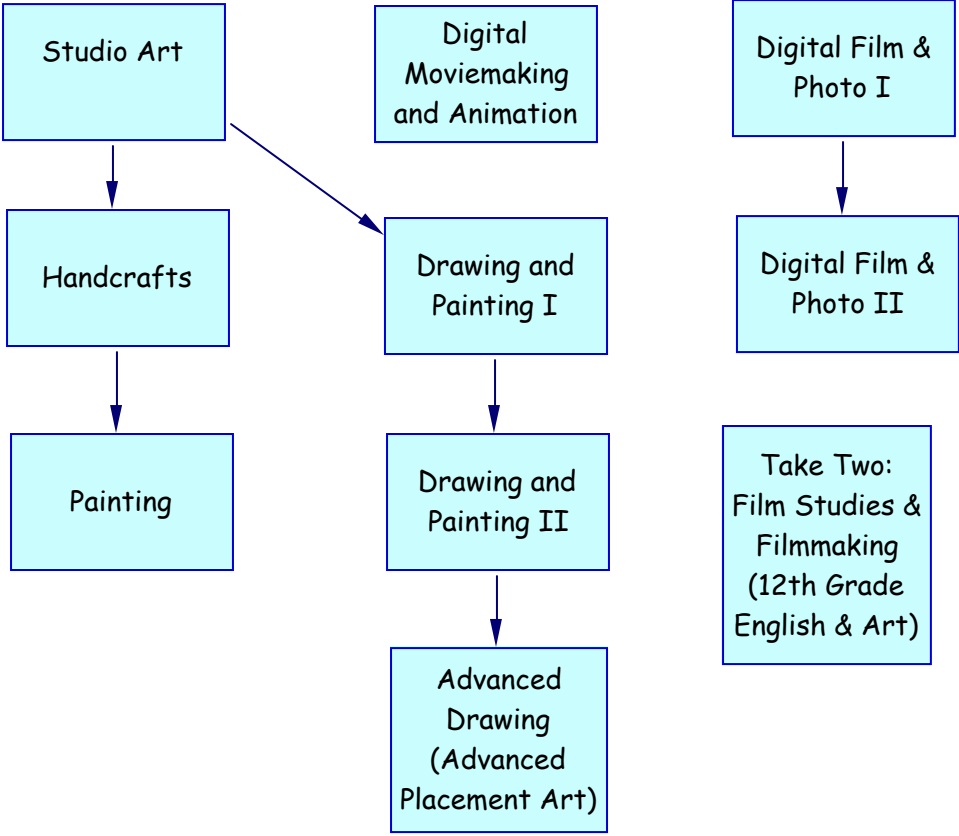 Studio Art
Digital
Moviemaking
and Animation
Digital Film &
Photo I
Handcrafts
Drawing and
Painting I
Digital Film &
Photo II
Painting
Drawing and
Painting II
Take Two:
Film Studies &
Filmmaking
(12th Grade
English & Art)
Advanced
Drawing
(Advanced
Placement Art)